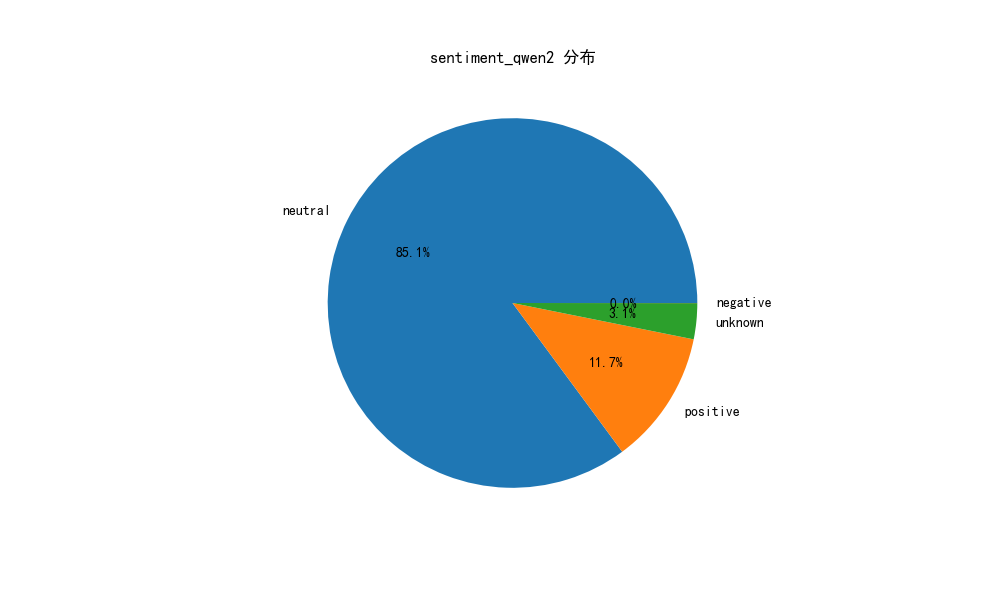 sentiment_qwen2 分布
neutral
85.1%
0.0%
negative
3.1%
unknown
11.7%
positive